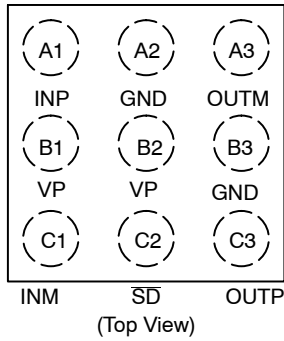 A1 A2 A3
INP GND OUTM
B1 B2 B3
VP VP GND
C1 C2 C3
INM SD OUTP
(Top View)